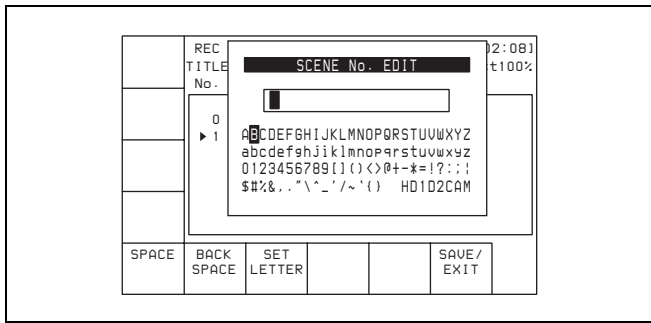 REC
02:08]
TITLE
t100%
No.
SCENE No. EDIT
0
1
ABCDEFGHIJKLMNOPQRSTUVWXYZ
abcdefghjiklmnopqrstuvwxyz
0123456789[]()<>@+-*=!?:;¦
$#%&,."\^_'/~`{} HD1D2CAM
SPACE
BACK SPACE
SET LETTER
SAVE/ EXIT